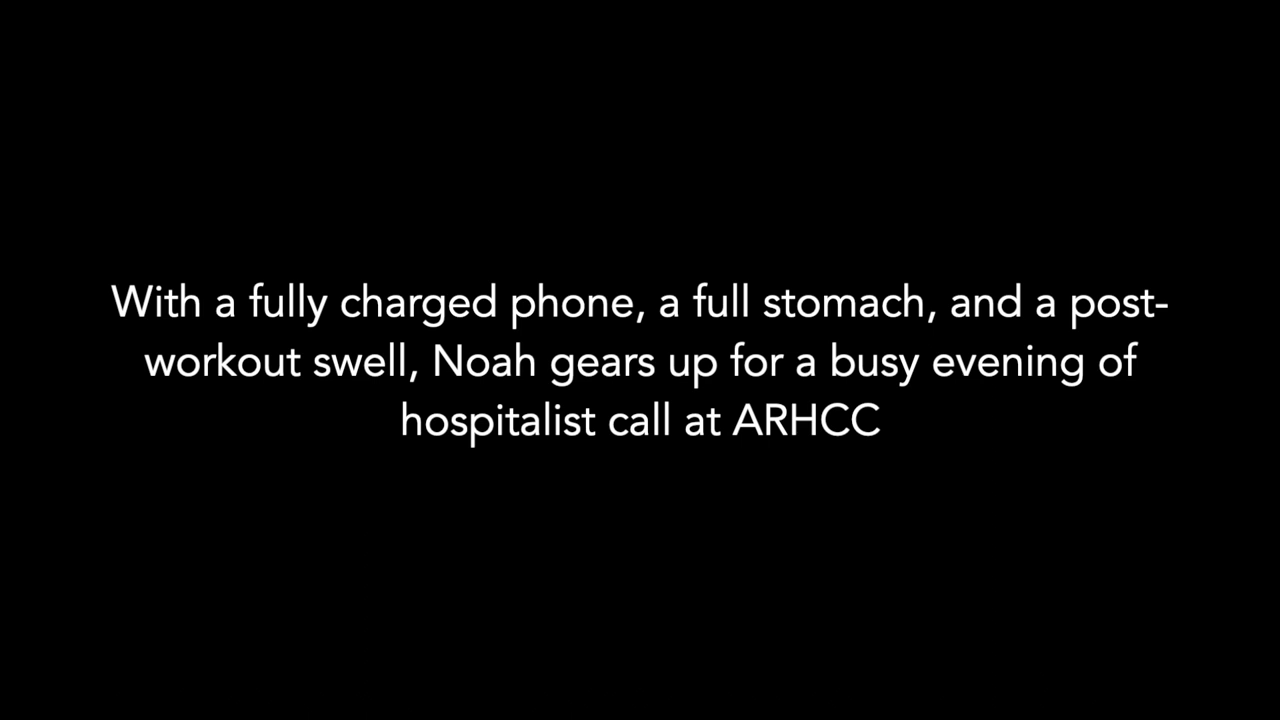 With a fully charged phone, a full stomach, and a post-
workout swell, Noah gears up for a busy evening of
hospitalist call at ARHCC